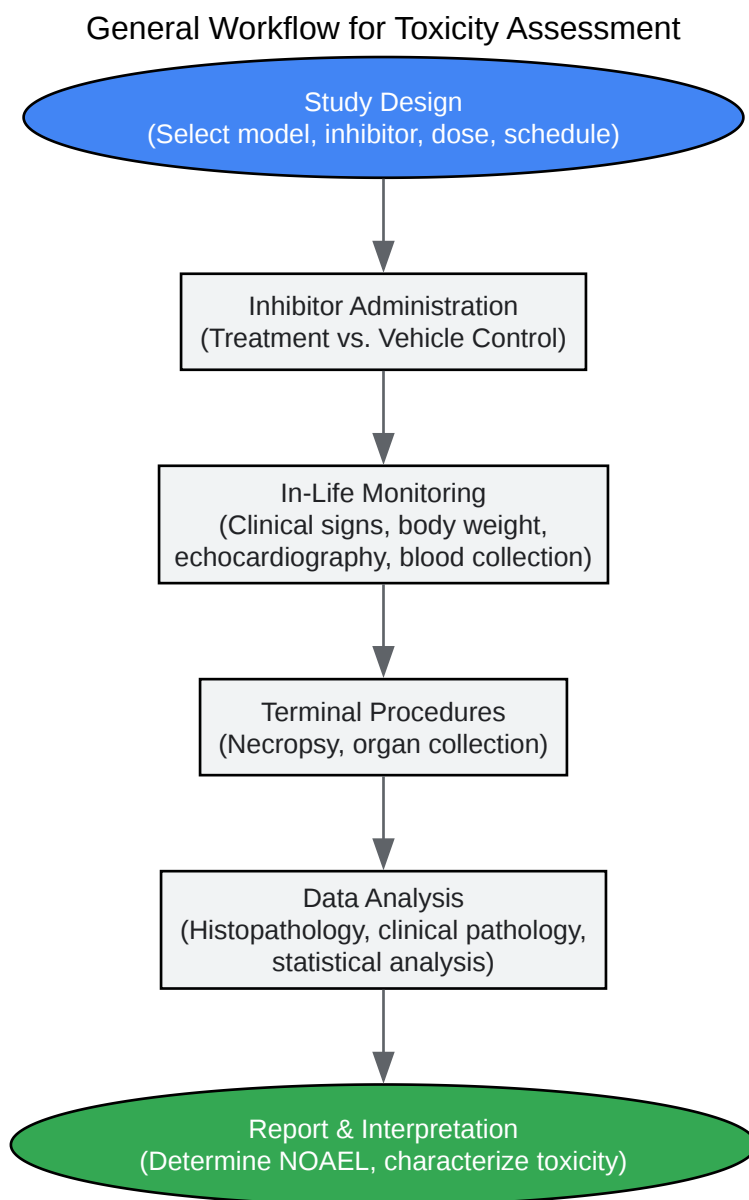 General Workflow for Toxicity Assessment
Study Design
(Select model, inhibitor, dose, schedule)
Inhibitor Administration
(Treatment vs. Vehicle Control)
In-Life Monitoring
(Clinical signs, body weight,
echocardiography, blood collection)
Terminal Procedures
(Necropsy, organ collection)
Data Analysis
(Histopathology, clinical pathology,
statistical analysis)
Report & Interpretation
(Determine NOAEL, characterize toxicity)